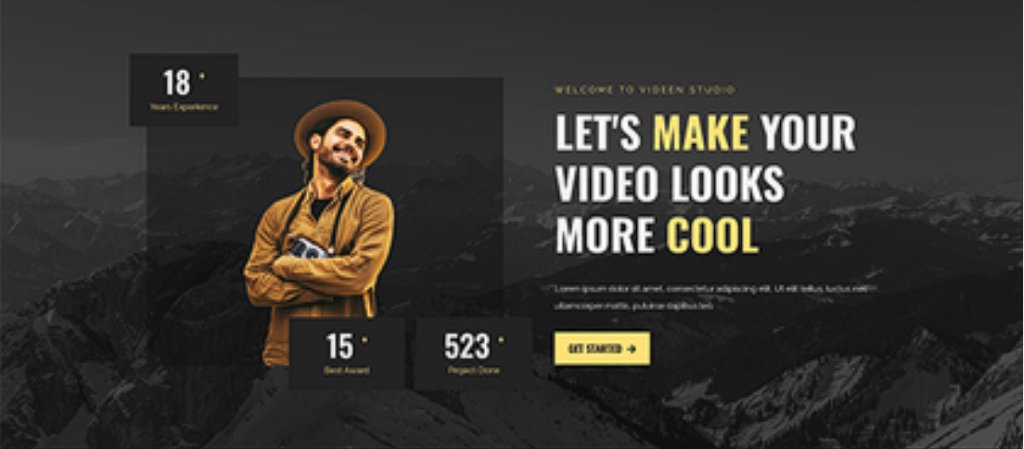 18
Years Experience
WELCOME TO VIDEEN STUDIO
LET'S MAKE YOUR
VIDEO LOOKS
MORE COOL
Lorem ipsum dolor sit amet, consectetur adipiscing elit. Ut elit tellus, luctus nec
ullamcorper mattis, pulvinar dapibus leo.
GET STARTED →
15
Best Award
523
Project Done